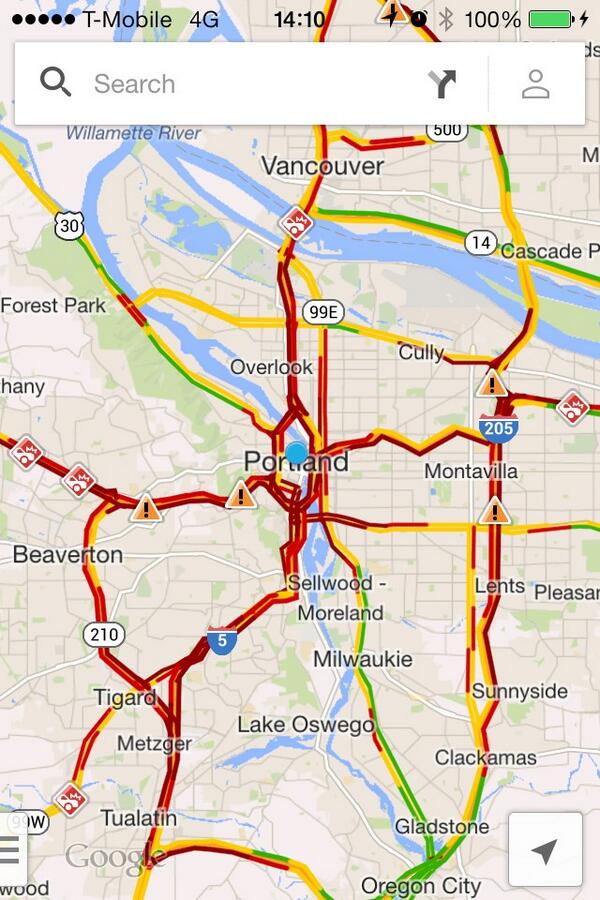 T-Mobile 4G 14:10 100%
Search
Willamette River
500
Vancouver
30
14
Cascade P
Forest Park
99E
Overlook
Cully
thany
205
Portland
Montavilla
Beaverton
Sellwood -
Moreland
Lents
Pleasan
210
5
Milwaukie
Tigard
Sunnyside
Lake Oswego
Metzger
Clackamas
99W
Tualatin
Gladstone
Google
wood
Oregon City